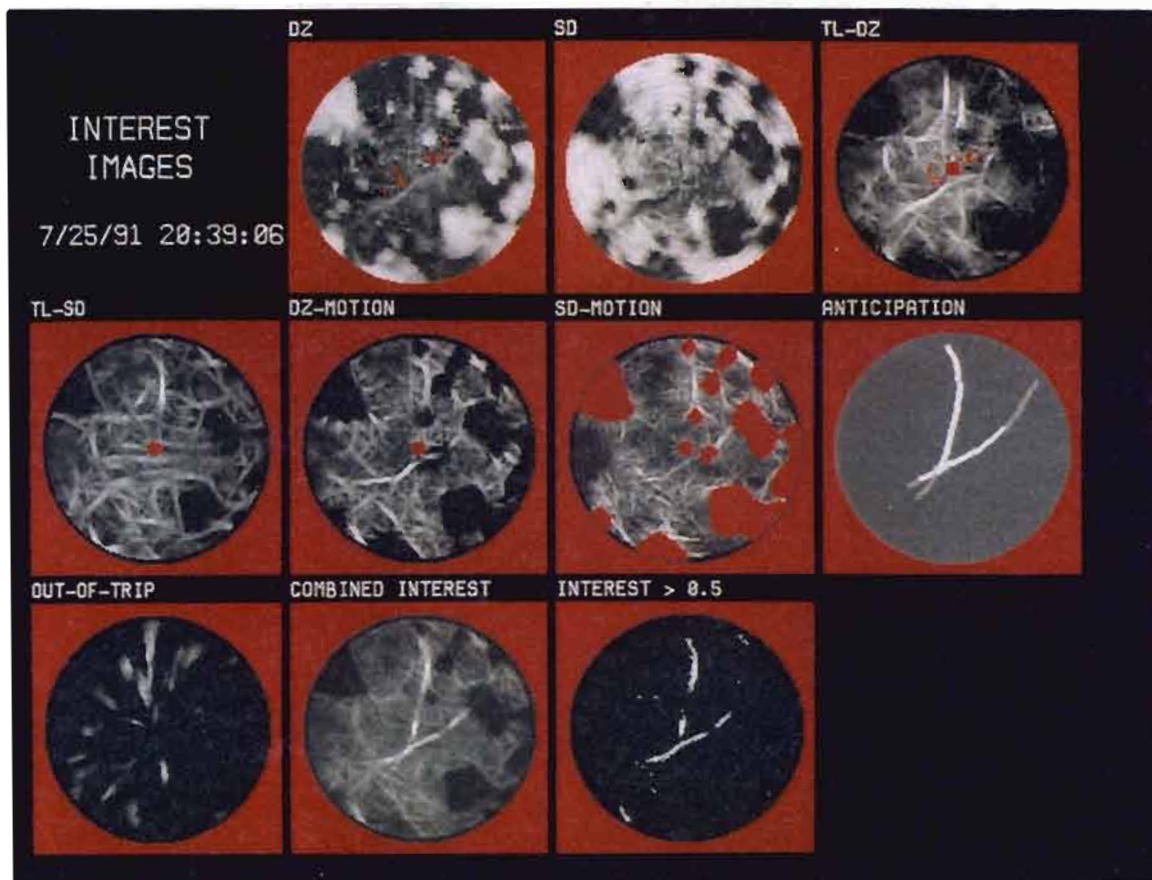 DZ
SD
TL-DZ
INTEREST
IMAGES
7/25/91 20:39:06
TL-SD
DZ-MOTION
SD-MOTION
ANTICIPATION
OUT-OF-TRIP
COMBINED INTEREST
INTEREST > 0.5